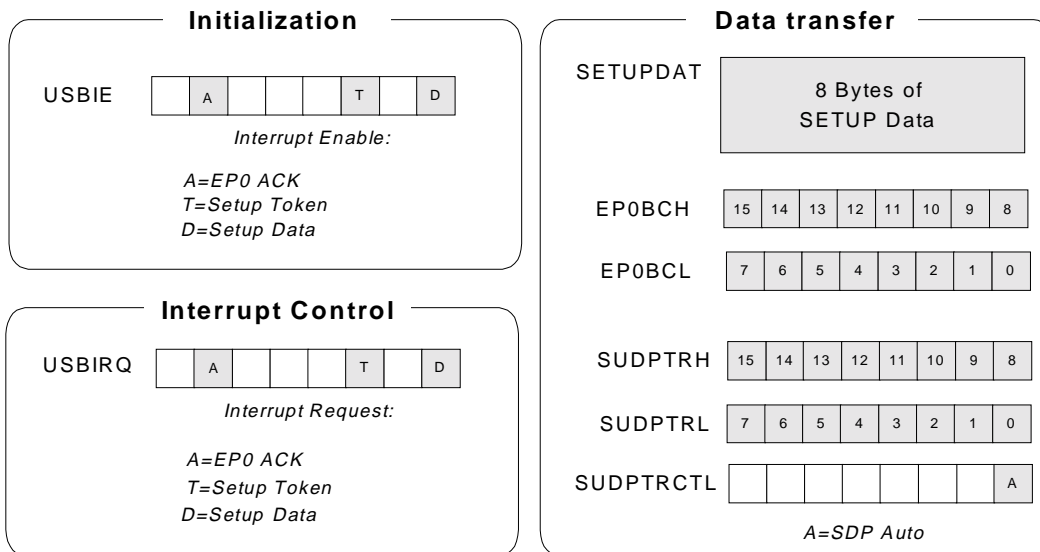 Initialization
USBIE
A T D
Interrupt Enable:
A=EP0 ACK
T=Setup Token
D=Setup Data
Interrupt Control
USBIRQ
A T D
Interrupt Request:
A=EP0 ACK
T=Setup Token
D=Setup Data
Data transfer
SETUPDAT
8 Bytes of
SETUP Data
EP0BCH
15 14 13 12 11 10 9 8
EP0BCL
7 6 5 4 3 2 1 0
SUDPTRH
15 14 13 12 11 10 9 8
SUDPTRL
7 6 5 4 3 2 1 0
SUDPTRCTL
A
A=SDP Auto